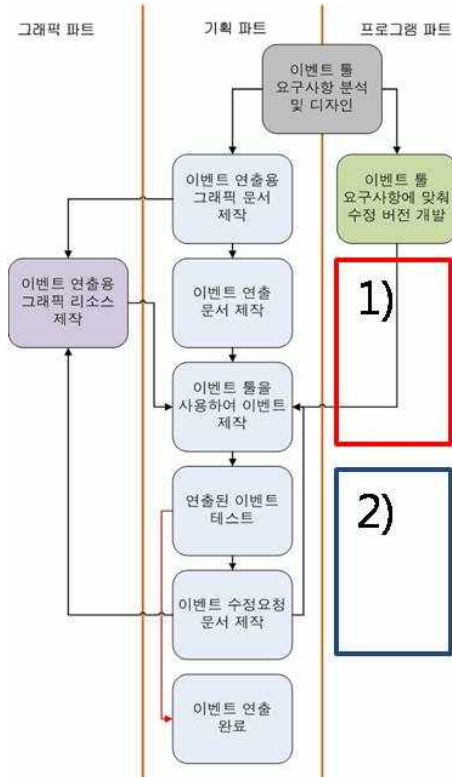 그래픽 파트
기획 파트
프로그램 파트
이벤트 툴
요구사항 분석
및 디자인
이벤트 연출용
그래픽 문서
제작
이벤트 툴
요구사항에 맞춰
수정 버전 개발
이벤트 연출용
그래픽 리소스
제작
이벤트 연출
문서 제작
1)
이벤트 툴을
사용하여 이벤트
제작
연출된 이벤트
테스트
2)
이벤트 수정요청
문서 제작
이벤트 연출
완료